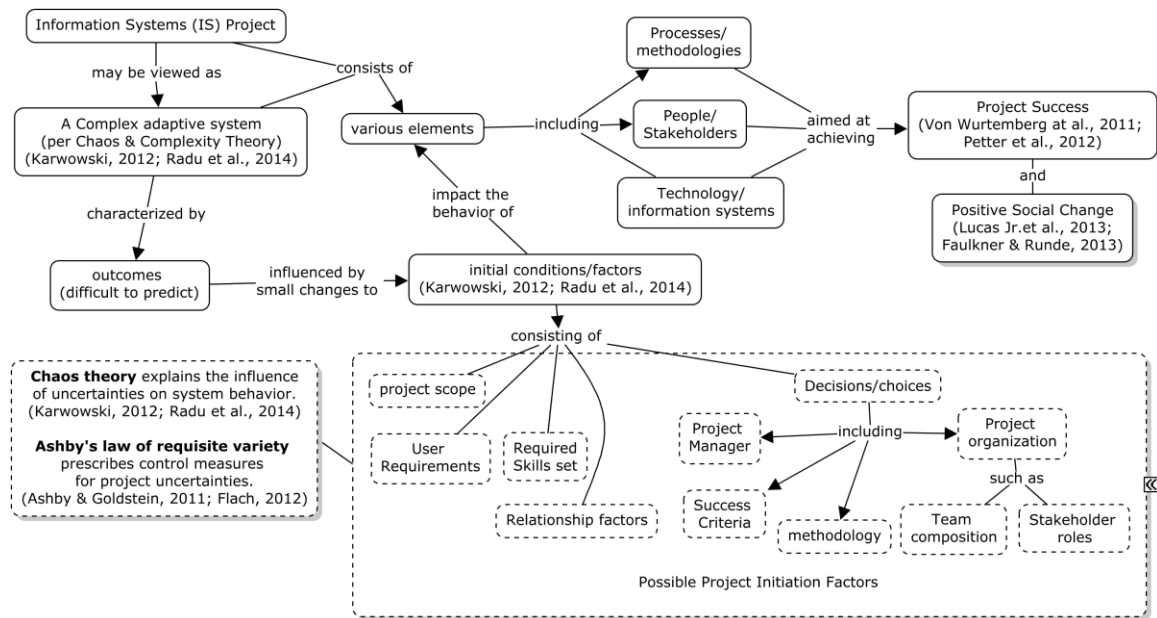 Information Systems (IS) Project
may be viewed as
consists of
A Complex adaptive system
(per Chaos & Complexity Theory)
(Karwowski, 2012; Radu et al., 2014)
various elements
including
Processes/
methodologies
People/
Stakeholders
Technology/
information systems
aimed at
achieving
Project Success
(Von Wurtemberg at al., 2011;
Petter et al., 2012)
and
Positive Social Change
(Lucas Jr.et al., 2013;
Faulkner & Runde, 2013)
characterized by
impact the
behavior of
outcomes
(difficult to predict)
influenced by
small changes to
initial conditions/factors
(Karwowski, 2012; Radu et al., 2014)
consisting of
Chaos theory explains the influence
of uncertainties on system behavior.
(Karwowski, 2012; Radu et al., 2014)
Ashby's law of requisite variety
prescribes control measures
for project uncertainties.
(Ashby & Goldstein, 2011; Flach, 2012)
project scope
User
Requirements
Required
Skills set
Relationship factors
Decisions/choices
including
Project
Manager
Success
Criteria
methodology
Project
organization
such as
Team
composition
Stakeholder
roles
Possible Project Initiation Factors